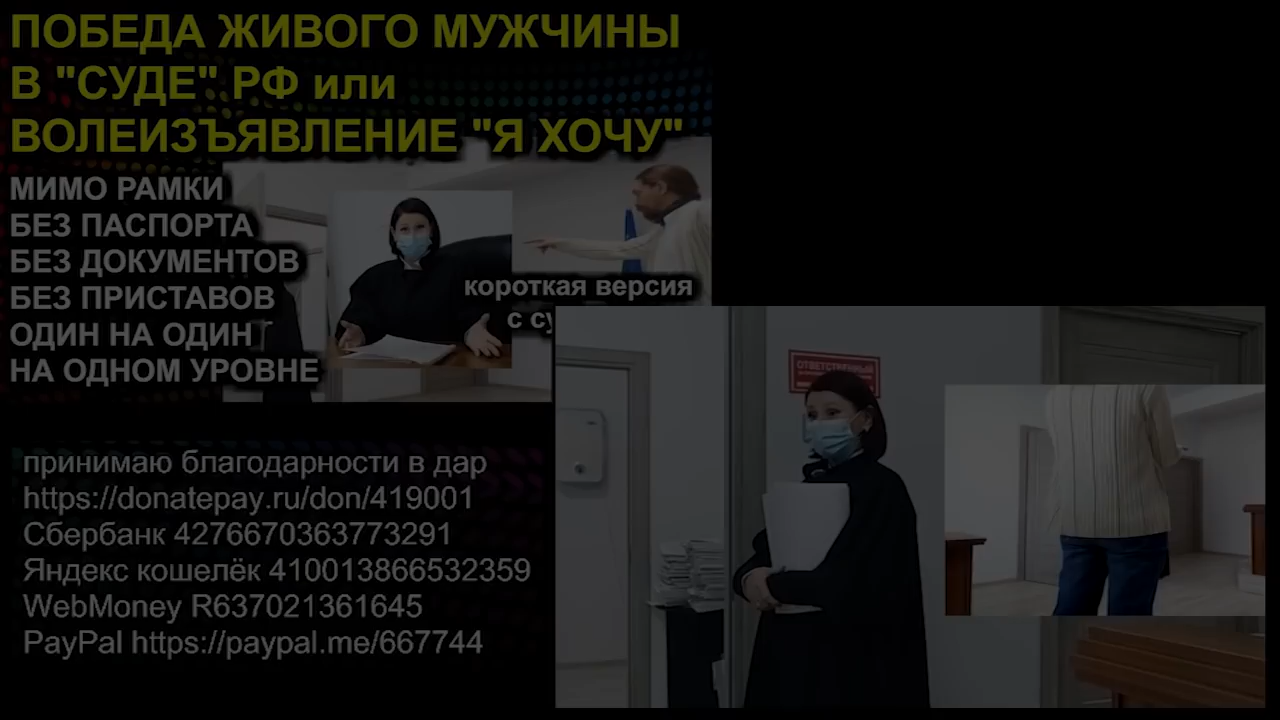 ПОБЕДА ЖИВОГО МУЖЧИНЫ
В "СУДЕ" РФ или
ВОЛЕИЗЪЯВЛЕНИЕ "Я ХОЧУ"
МИМО РАМКИ
БЕЗ ПАСПОРТА
БЕЗ ДОКУМЕНТОВ
БЕЗ ПРИСТАВОВ
ОДИН НА ОДИН
НА ОДНОМ УРОВНЕ
короткая версия
с
ОТВЕТСТВЕННЫЙ
принимаю благодарности в дар
https://donatepay.ru/don/419001
Сбербанк 4276670363773291
Яндекс кошелёк 410013866532359
WebMoney R637021361645
PayPal https://paypal.me/667744